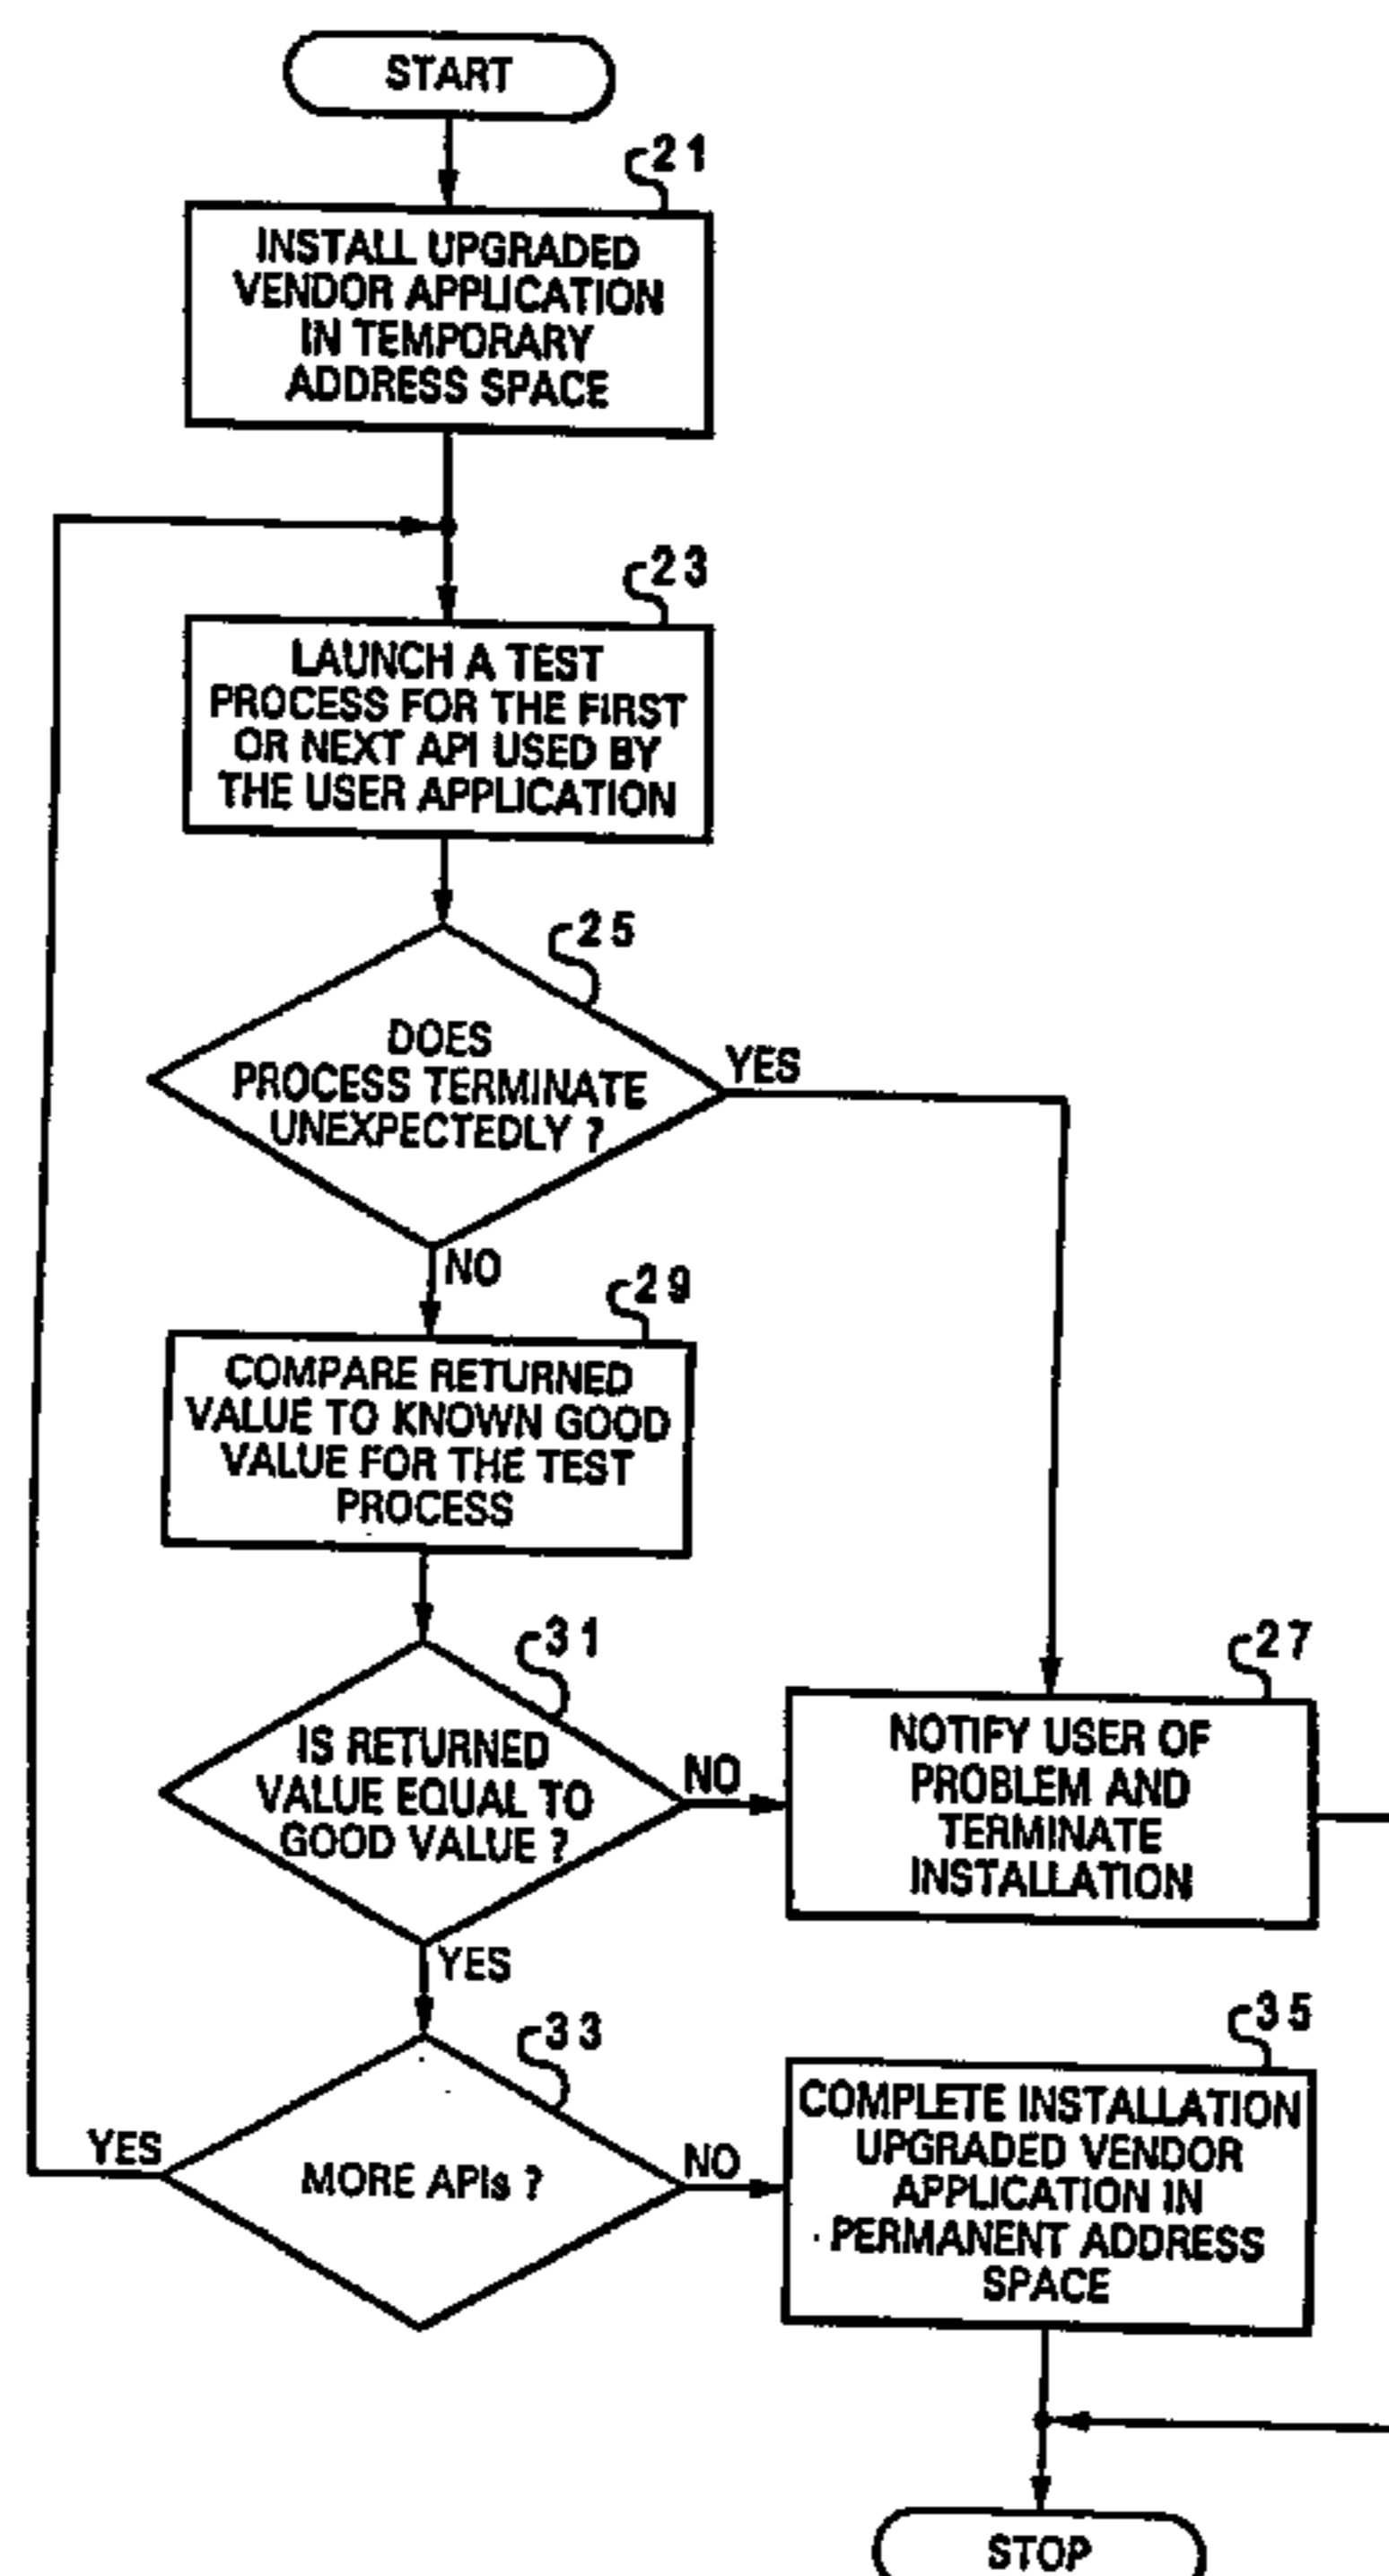 START
21
INSTALL UPGRADED
VENDOR APPLICATION
IN TEMPORARY
ADDRESS SPACE
23
LAUNCH A TEST
PROCESS FOR THE FIRST
OR NEXT API USED BY
THE USER APPLICATION
25
DOES
PROCESS TERMINATE
UNEXPECTEDLY ?
YES
NO
29
COMPARE RETURNED
VALUE TO KNOWN GOOD
VALUE FOR THE TEST
PROCESS
31
IS RETURNED
VALUE EQUAL TO
GOOD VALUE ?
NO
27
NOTIFY USER OF
PROBLEM AND
TERMINATE
INSTALLATION
YES
33
MORE APIs ?
YES
NO
35
COMPLETE INSTALLATION
UPGRADED VENDOR
APPLICATION IN
PERMANENT ADDRESS
SPACE
STOP